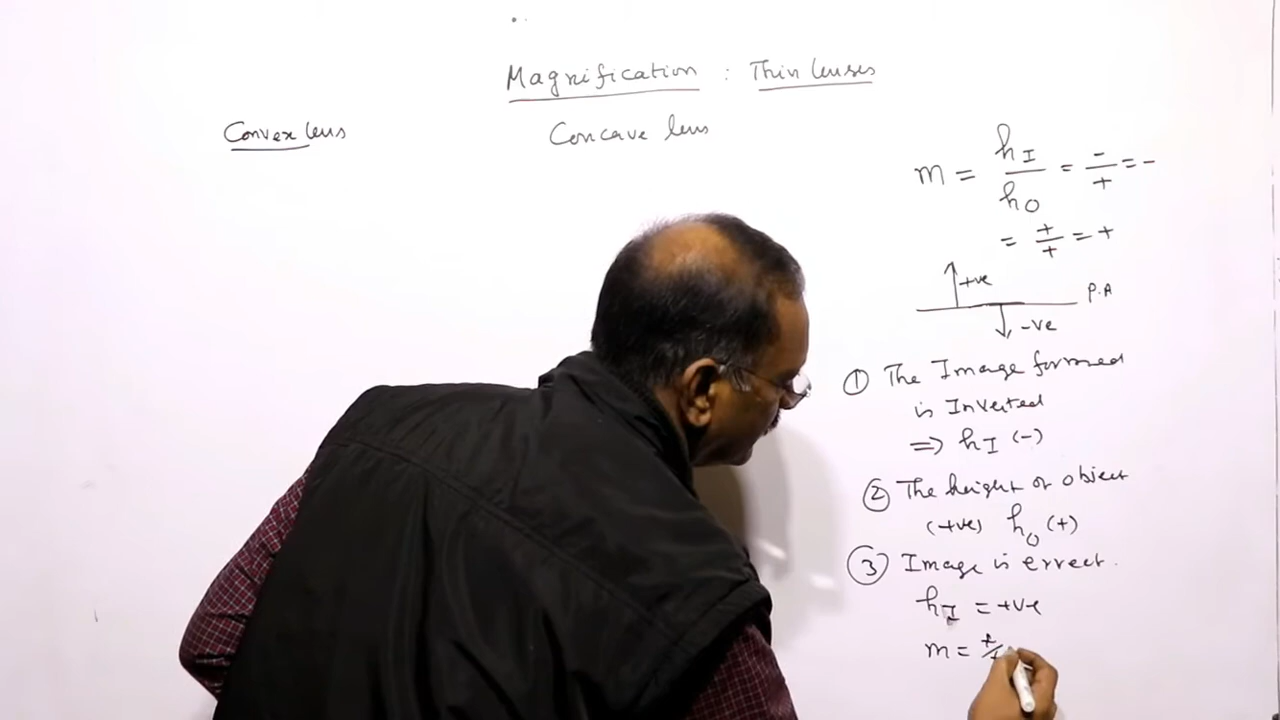 Magnification : Thin lenses
Convex lens
Concave lens
m = hI/hO = -/+ = -
= +/+ = +
+ve
P.A
-ve
① The Image formed
is Inverted
⇒ hI (-)
② The height of object
(+ve) hO (+)
③ Image is errect.
hI = +ve
m = +/+